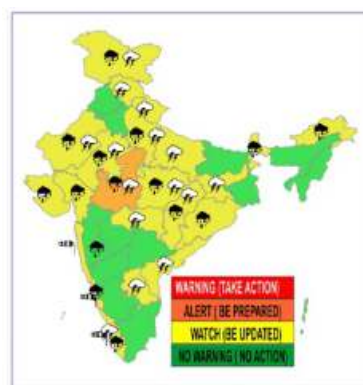 WARNING (TAKE ACTION)
ALERT ( BE PREPARED)
WATCH (BE UPDATED)
NO WARNING ( NO ACTION)